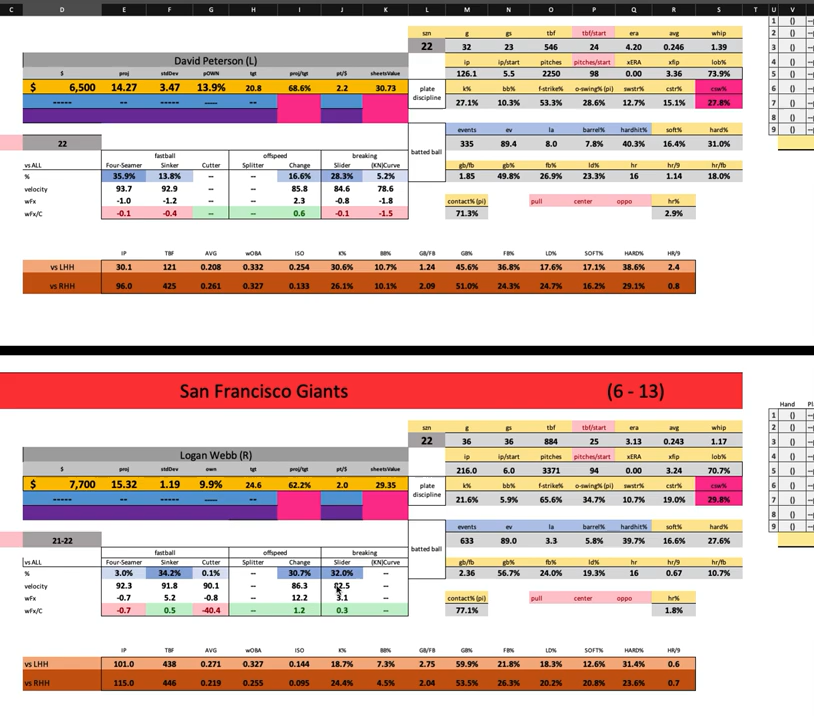 C D E F G H I J K L M N O P Q R S T U V
szn g gs tbf tbf/start era avg whip 1 ()
22 32 23 546 24 4.20 0.246 1.39 2 ()
David Peterson (L) ip ip/start pitches pitches/start xERA xfip lob% 3 ()
$ proj stdDev pOWN tgt proj/tgt pt/$ sheetsValue 126.1 5.5 2250 98 0.00 3.36 73.9% 4 ()
$ 6,500 14.27 3.47 13.9% 20.8 68.6% 2.2 30.73 plate discipline k% bb% f-strike% o-swing% (pi) swstr% cstr% csw% 5 ()
----- -- ----- -- 27.1% 10.3% 53.3% 28.6% 12.7% 15.1% 27.8% 6 ()
7 ()
8 ()
22 batted ball events ev la barrel% hardhit% soft% hard% 9 ()
335 89.4 8.0 7.8% 40.3% 16.4% 31.0%
fastball offspeed breaking
vs ALL Four-Seamer Sinker Cutter Splitter Change Slider (KN)Curve gb/fb gb% fb% ld% hr hr/9 hr/fb
% 35.9% 13.8% -- -- 16.6% 28.3% 5.2% 1.85 49.8% 26.9% 23.3% 16 1.14 18.0%
velocity 93.7 92.9 -- -- 85.8 84.6 78.6
wFx -1.0 -1.2 -- -- 2.3 -0.8 -1.8 contact% (pi) pull center oppo hr%
wFx/C -0.1 -0.4 -- -- 0.6 -0.1 -1.5 71.3% 2.9%
IP TBF AVG wOBA ISO K% BB% GB/FB GB% FB% LD% SOFT% HARD% HR/9
vs LHH 30.1 121 0.208 0.332 0.254 30.6% 10.7% 1.24 45.6% 36.8% 17.6% 17.1% 38.6% 2.4
vs RHH 96.0 425 0.261 0.327 0.133 26.1% 10.1% 2.09 51.0% 24.3% 24.7% 16.2% 29.1% 0.8
San Francisco Giants (6 - 13)
Hand Pl
1 ()
szn g gs tbf tbf/start era avg whip 2 ()
22 36 36 884 25 3.13 0.243 1.17 3 ()
Logan Webb (R) ip ip/start pitches pitches/start xERA xfip lob% 4 ()
$ proj stdDev own tgt proj/tgt pt/$ sheetsValue 216.0 6.0 3371 94 0.00 3.24 70.7% 5 ()
$ 7,700 15.32 1.19 9.9% 24.6 62.2% 2.0 29.35 plate discipline k% bb% f-strike% o-swing% (pi) swstr% cstr% csw% 6 ()
----- -- ----- -- 21.6% 5.9% 65.6% 34.7% 10.7% 19.0% 29.8% 7 ()
8 ()
batted ball events ev la barrel% hardhit% soft% hard% 9 ()
21-22 633 89.0 3.3 5.8% 39.7% 16.6% 27.6%
fastball offspeed breaking
vs ALL Four-Seamer Sinker Cutter Splitter Change Slider (KN)Curve gb/fb gb% fb% ld% hr hr/9 hr/fb
% 3.0% 34.2% 0.1% -- 30.7% 32.0% -- 2.36 56.7% 24.0% 19.3% 16 0.67 10.7%
velocity 92.3 91.8 90.1 -- 86.3 --
wFx -0.7 5.2 -0.8 -- 12.2 3.1 -- contact% (pi) pull center oppo hr%
wFx/C -0.7 0.5 -40.4 -- 1.2 0.3 -- 77.1% 1.8%
IP TBF AVG wOBA ISO K% BB% GB/FB GB% FB% LD% SOFT% HARD% HR/9
vs LHH 101.0 438 0.271 0.327 0.144 18.7% 7.3% 2.75 59.9% 21.8% 18.3% 12.6% 31.4% 0.6
vs RHH 115.0 446 0.219 0.255 0.095 24.4% 4.5% 2.04 53.5% 26.3% 20.2% 20.8% 23.6% 0.7